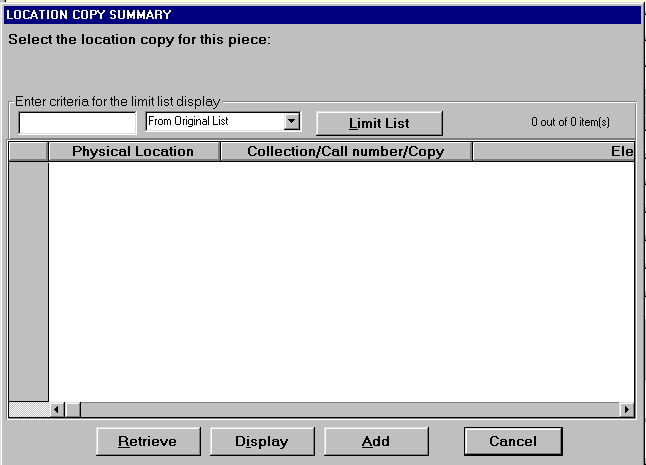 LOCATION COPY SUMMARY
Select the location copy for this piece:
Enter criteria for the limit list display
From Original List
Limit List
0 out of 0 item(s)
Physical Location
Collection/Call number/Copy
Ele
Retrieve
Display
Add
Cancel